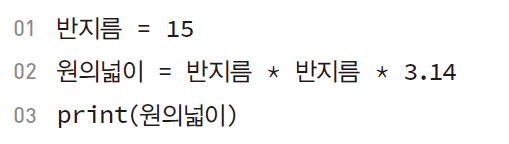 01 반지름 = 15
02 원의넓이 = 반지름 * 반지름 * 3.14
03 print(원의넓이)